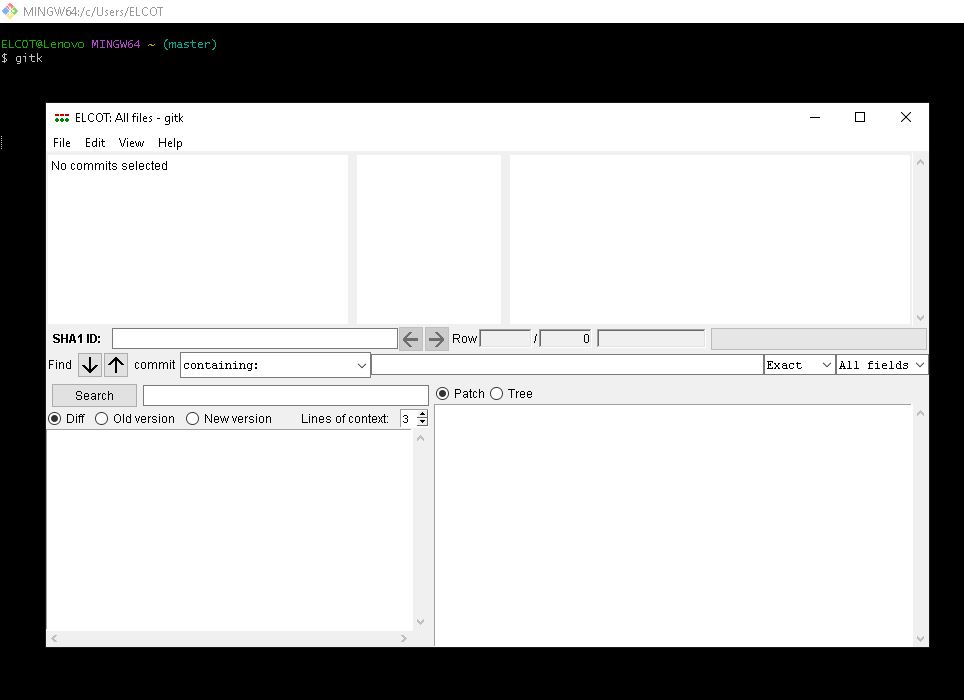 MINGW64:/c/Users/ELCOT
ELCOT@Lenovo MINGW64 ~ (master)
$ gitk
ELCOT: All files - gitk
File Edit View Help
No commits selected
SHA1 ID: Row / 0
Find commit containing: Exact All fields
Search Patch Tree
Diff Old version New version Lines of context: 3